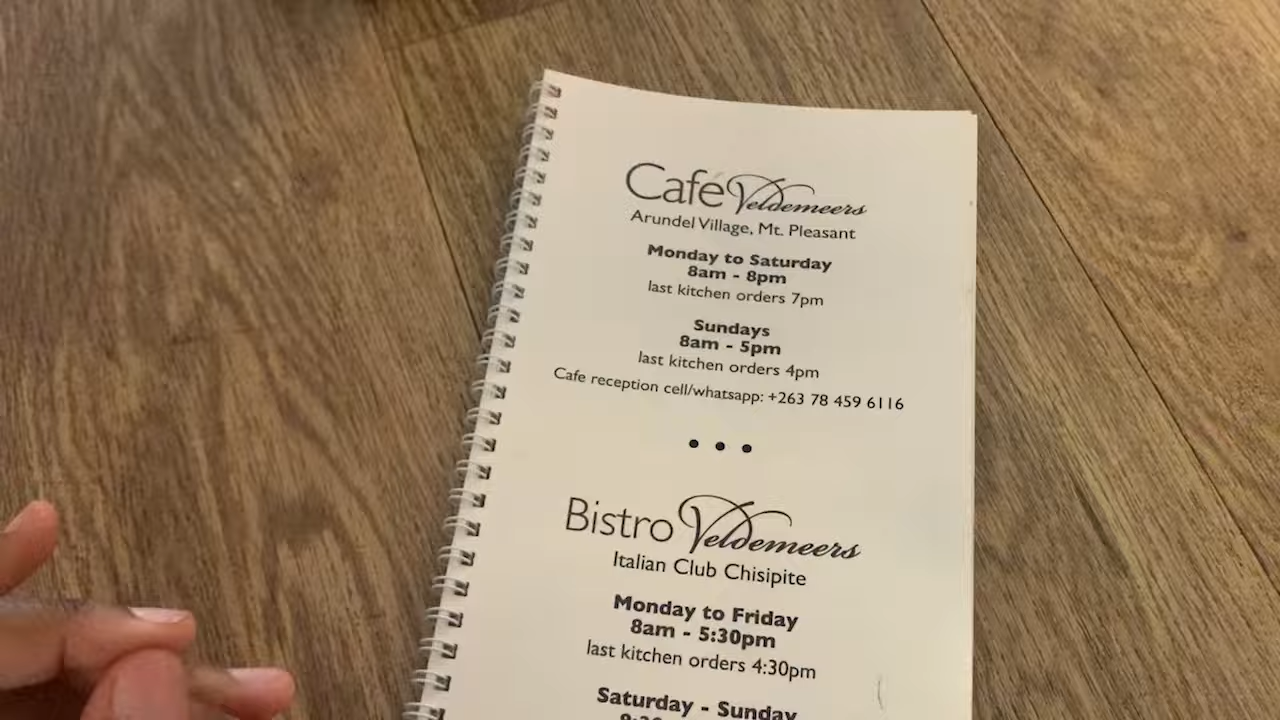 Café Veldemeers
Arundel Village, Mt. Pleasant
Monday to Saturday
8am - 8pm
last kitchen orders 7pm
Sundays
8am - 5pm
last kitchen orders 4pm
Cafe reception cell/whatsapp: +263 78 459 6116
Bistro Veldemeers
Italian Club Chisipite
Monday to Friday
8am - 5:30pm
last kitchen orders 4:30pm
Saturday - Sunday